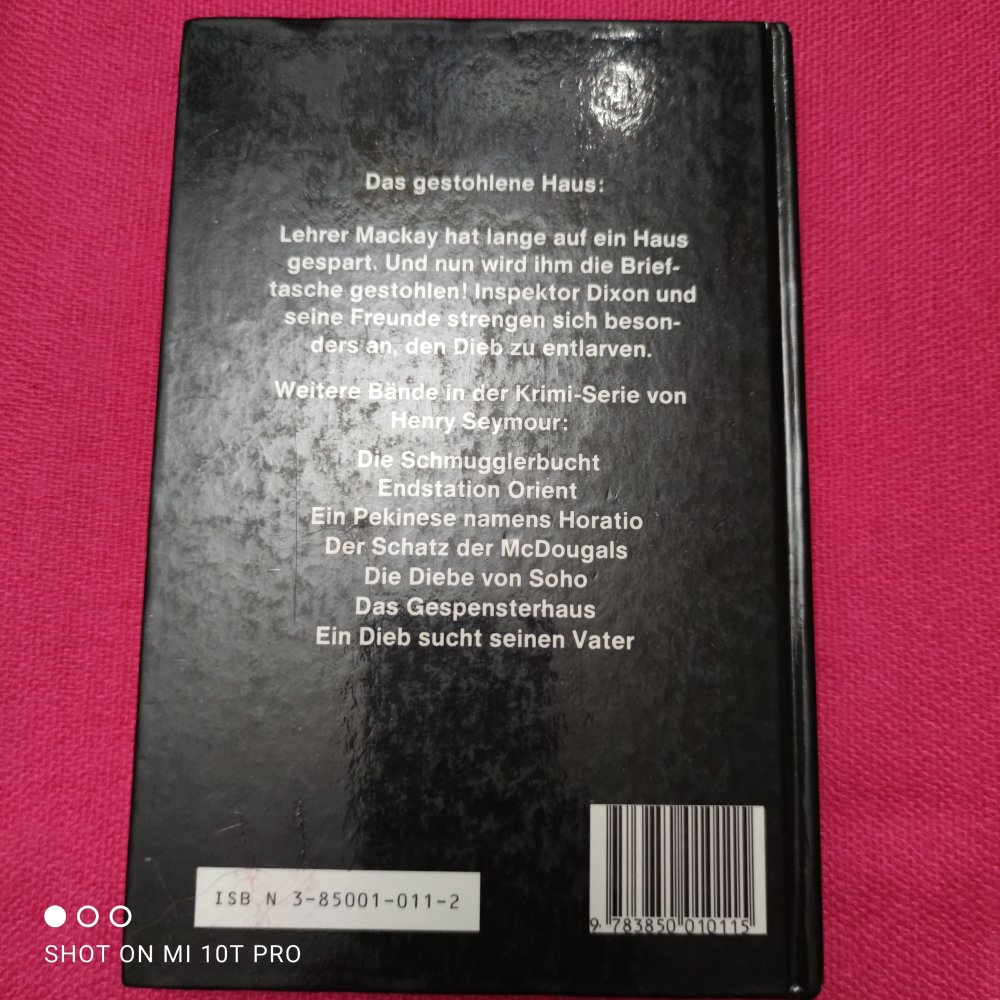 Das gestohlene Haus:
Lehrer Mackay hat lange auf ein Haus
gespart. Und nun wird ihm die Brief-
tasche gestohlen! Inspektor Dixon und
seine Freunde strengen sich beson-
ders an, den Dieb zu entlarven.
Weitere Bände in der Krimi-Serie von
Henry Seymour:
Die Schmugglerbucht
Endstation Orient
Ein Pekinese namens Horatio
Der Schatz der McDougals
Die Diebe von Soho
Das Gespensterhaus
Ein Dieb sucht seinen Vater
ISBN 3-85001-011-2
9 783850 010115
SHOT ON MI 10T PRO